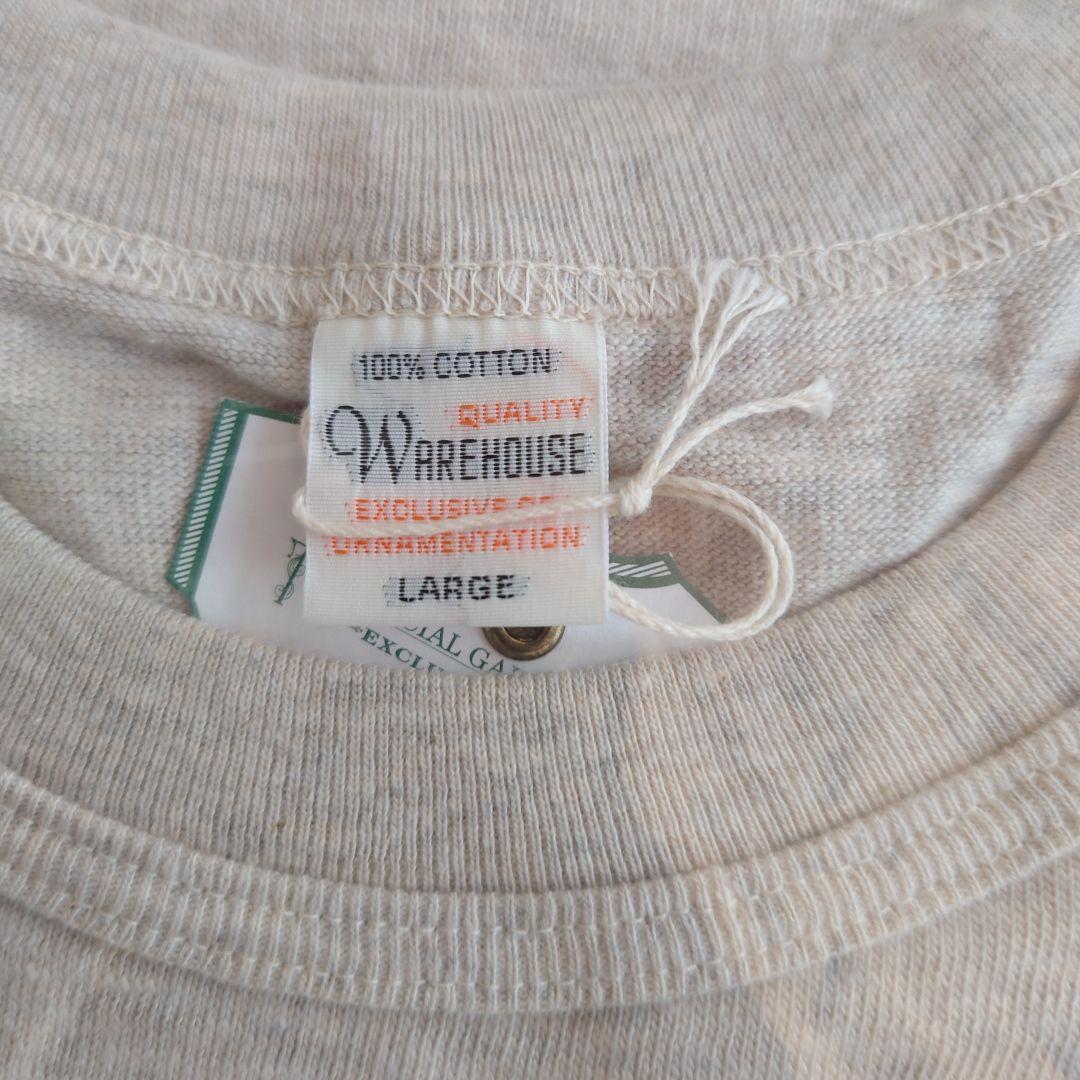 100% COTTON
QUALITY
WAREHOUSE
EXCLUSIVE OF
ORNAMENTATION
LARGE